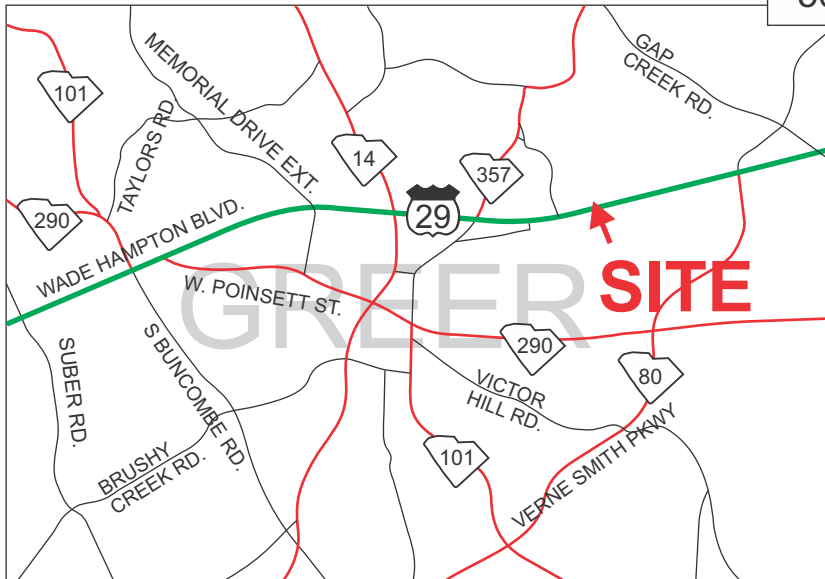 GAP
CREEK RD.
MEMORIAL DRIVE EXT.
101
TAYLORS RD
14
357
290
29
WADE HAMPTON BLVD.
SITE
GREER
W. POINSETT ST.
290
SUBER RD.
S BUNCOMBE RD.
80
VICTOR
HILL RD.
BRUSHY
CREEK RD.
101
VERNE SMITH PKWY